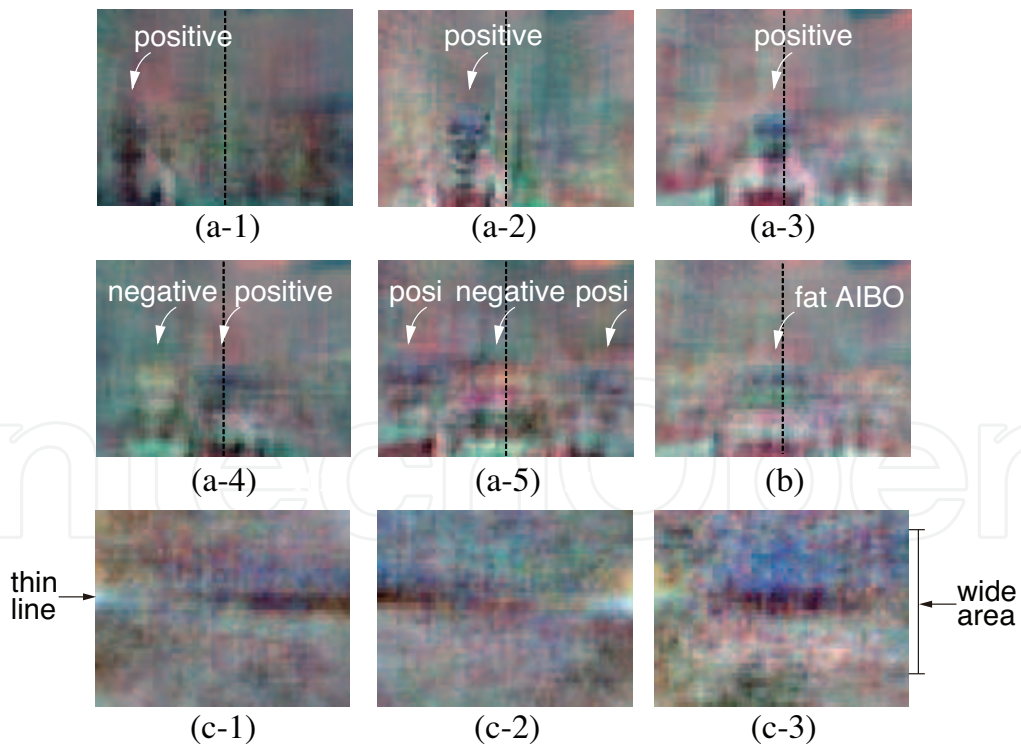 positive
positive
positive
(a-1)
(a-2)
(a-3)
negative positive
posi negative posi
fat AIBO
(a-4)
(a-5)
(b)
thin
line
wide
area
(c-1)
(c-2)
(c-3)